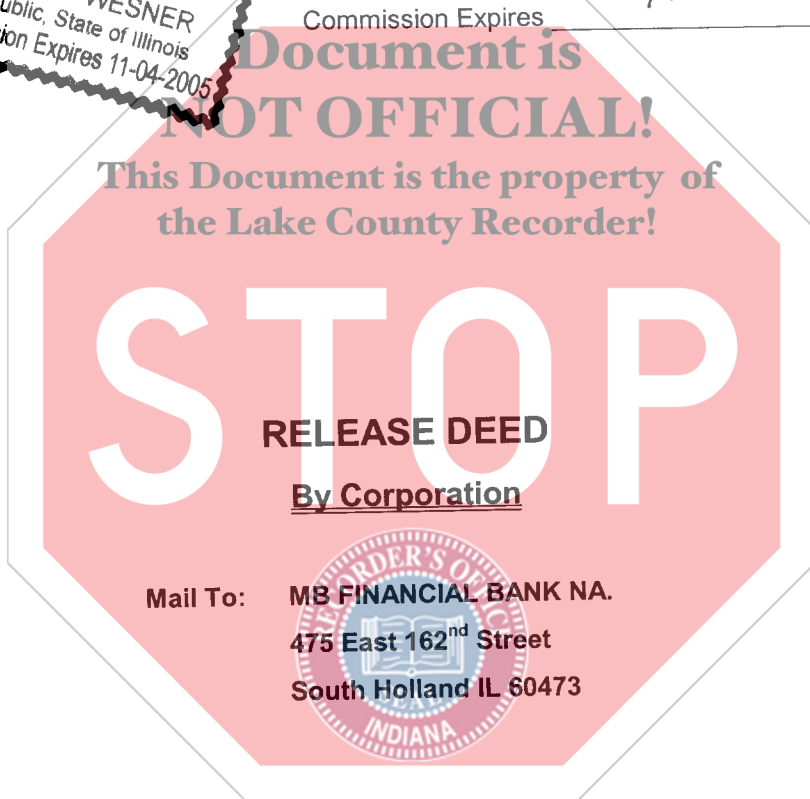 WESNER
ublic, State of Illinois
ion Expires 11-04-2005
Commission Expires
Document is
NOT OFFICIAL!
This Document is the property of
the Lake County Recorder!
STOP
RELEASE DEED
By Corporation
Mail To: MB FINANCIAL BANK NA.
475 East 162nd Street
South Holland IL 60473
RECORDER'S OFFICE
SEAL
INDIANA